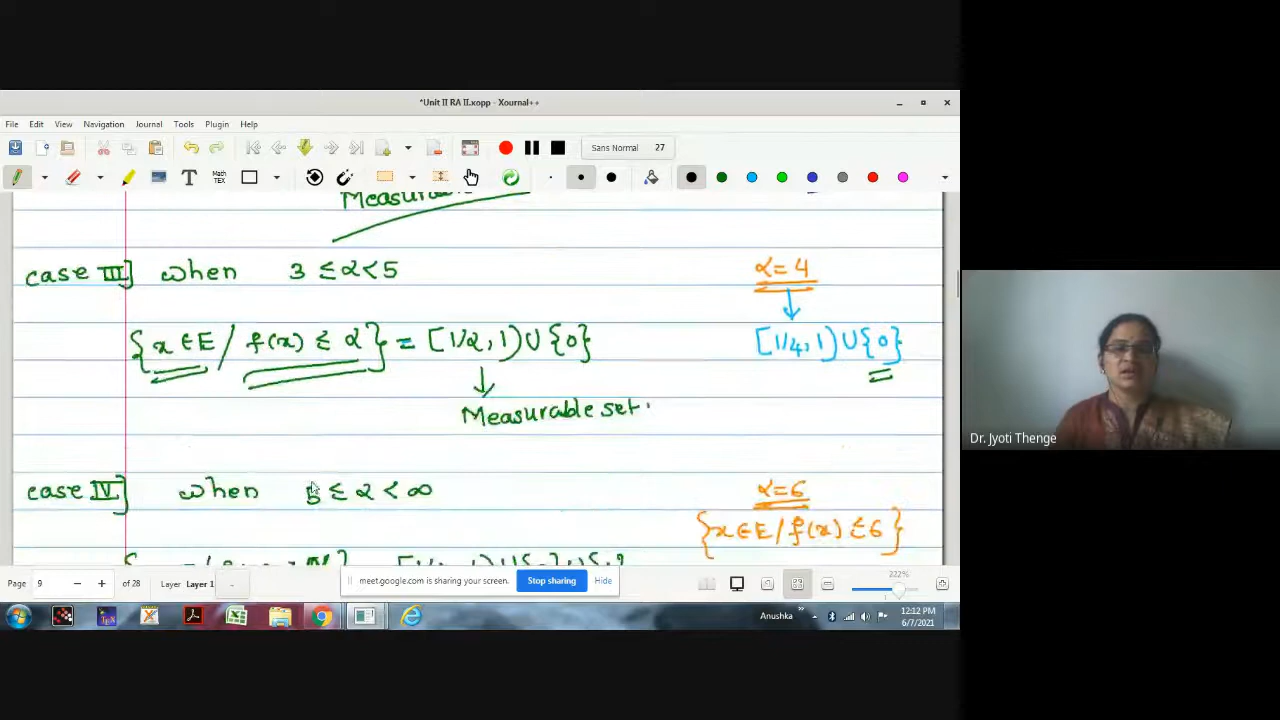 *Unit II RA II.xopp - Xournal++
File Edit View Navigation Journal Tools Plugin Help
Sans Normal 27
Measurable
case III] when 3 ≤ α < 5
α = 4
{x ∈ E / f(x) ≤ α} = [1/α, 1) ∪ {0}
[1/4, 1) ∪ {0}
Measurable set.
case IV] when 5 ≤ α < ∞
α = 6
{x ∈ E / f(x) ≤ 6}
Page 9 of 28 Layer Layer 1
meet.google.com is sharing your screen. Stop sharing Hide
222%
Anushka
12:12 PM
6/7/2021
Dr. Jyoti Thenge